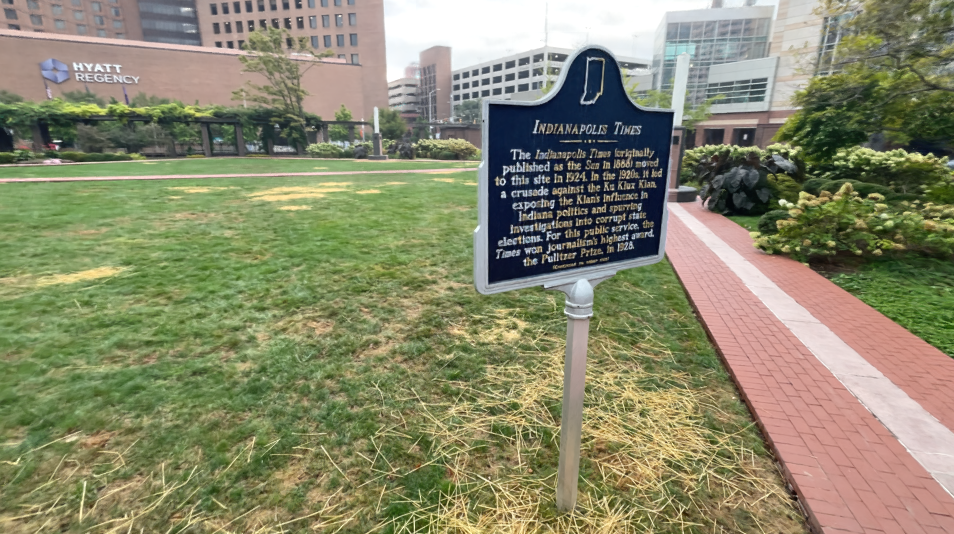 HYATT
REGENCY
INDIANAPOLIS TIMES
The Indianapolis Times (originally
published as the Sun in 1888) moved
to this site in 1924. In the 1920s, it led
a crusade against the Ku Klux Klan,
exposing the Klan's influence in
Indiana politics and spurring
investigations into corrupt state
elections. For this public service, the
Times won journalism's highest award,
the Pulitzer Prize, in 1928.